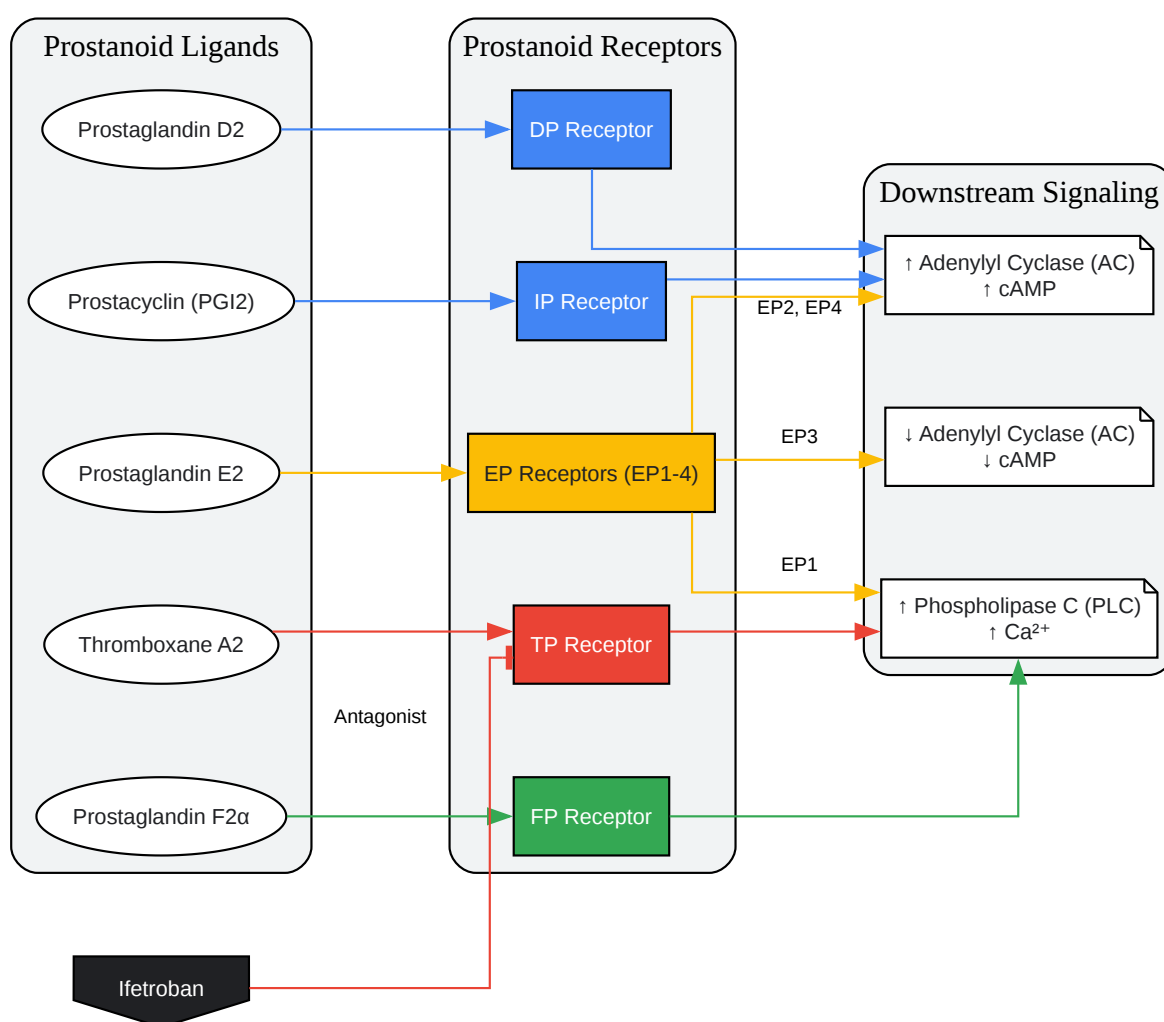 Prostanoid Ligands
Prostanoid Receptors
Prostaglandin D2
DP Receptor
Downstream Signaling
↑ Adenylyl Cyclase (AC)
↑ cAMP
Prostacyclin (PGI2)
IP Receptor
EP2, EP4
↓ Adenylyl Cyclase (AC)
↓ cAMP
EP3
Prostaglandin E2
EP Receptors (EP1-4)
EP1
↑ Phospholipase C (PLC)
↑ Ca²⁺
Thromboxane A2
TP Receptor
Antagonist
Prostaglandin F2α
FP Receptor
Ifetroban